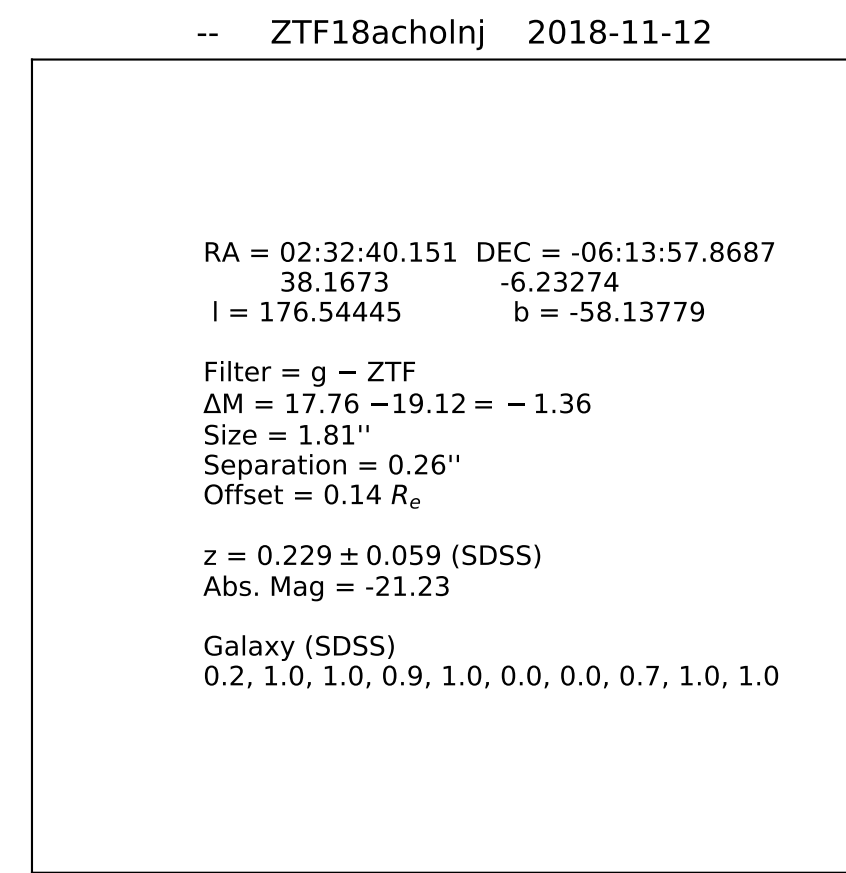 -- ZTF18acholnj 2018-11-12
RA = 02:32:40.151 DEC = -06:13:57.8687
38.1673 -6.23274
l = 176.54445 b = -58.13779
Filter = g − ZTF
ΔM = 17.76 −19.12 = − 1.36
Size = 1.81''
Separation = 0.26''
Offset = 0.14 Re
z = 0.229 ± 0.059 (SDSS)
Abs. Mag = -21.23
Galaxy (SDSS)
0.2, 1.0, 1.0, 0.9, 1.0, 0.0, 0.0, 0.7, 1.0, 1.0